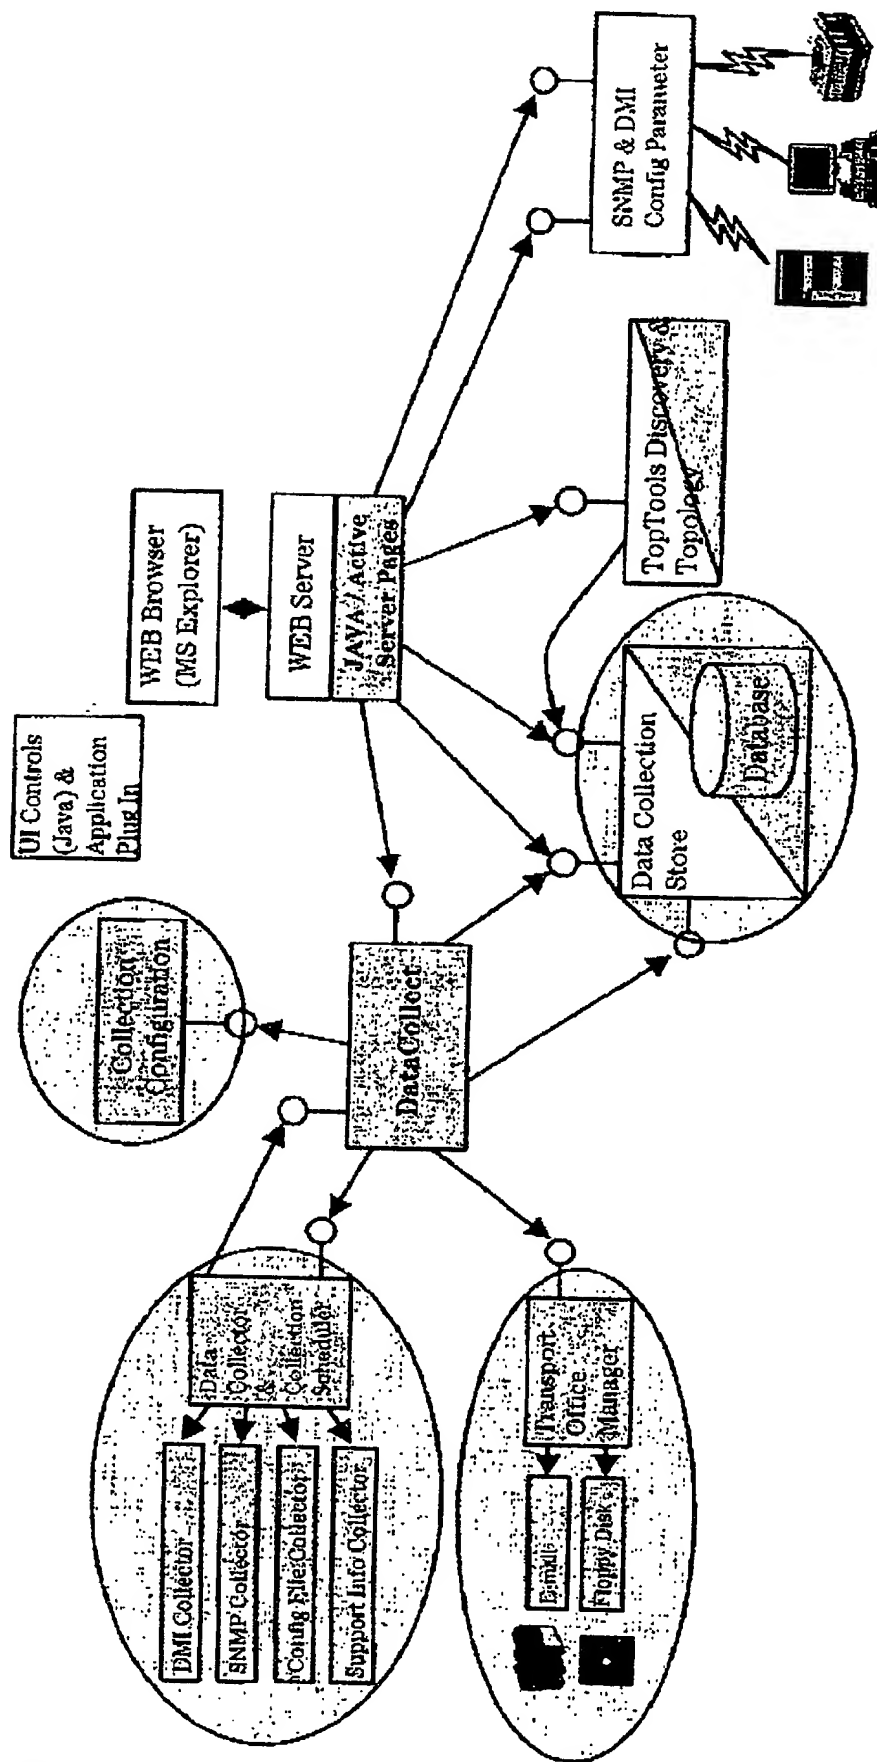 UI Controls
(Java) &
Application
Plug In
WEB Browser
(MS Explorer)
WEB Server
JAVA / Active
Server Pages
SNMP & DMI
Config Parameter
TopTools Discovery &
Topology
Data Collection
Store
Database
Collection
Configuration
DataCollect
Data
Collector
&
Collection
Scheduler
DMI Collector
SNMP Collector
Config File Collector
Support Info Collector
Transport
Office
Manager
E-mail
Floppy Disk